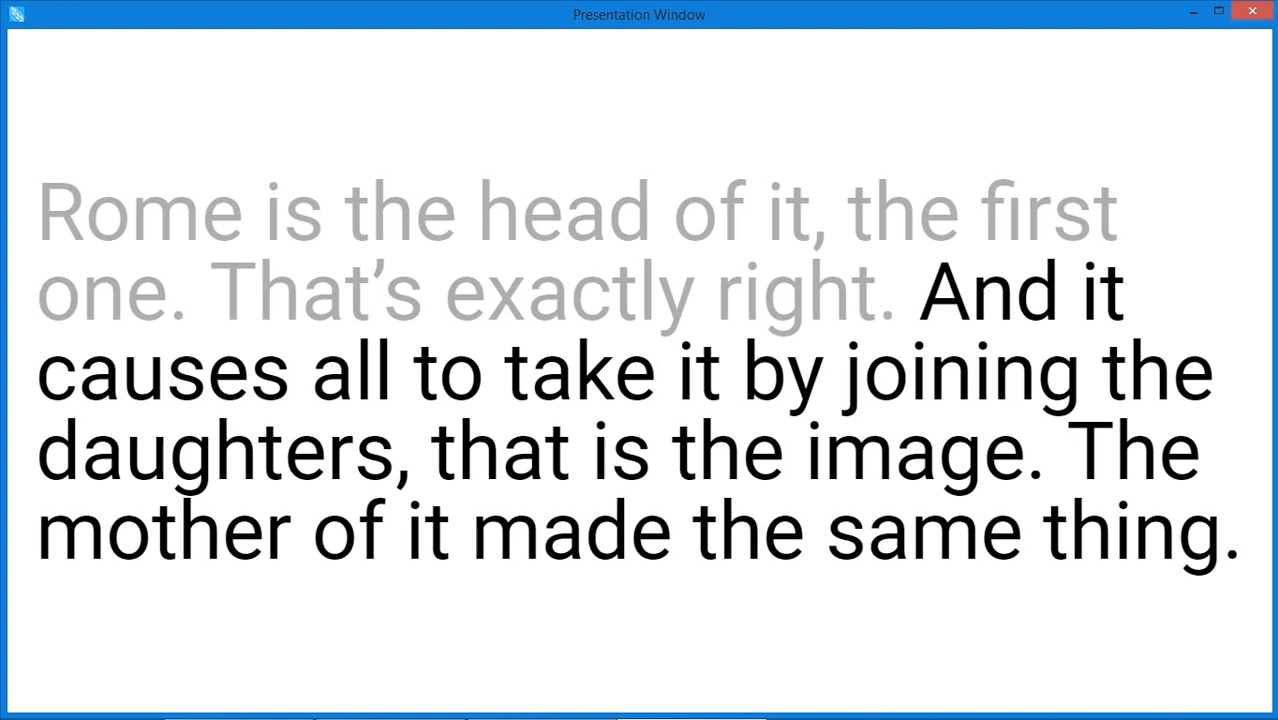 Presentation Window
Rome is the head of it, the first
one. That’s exactly right. And it
causes all to take it by joining the
daughters, that is the image. The
mother of it made the same thing.